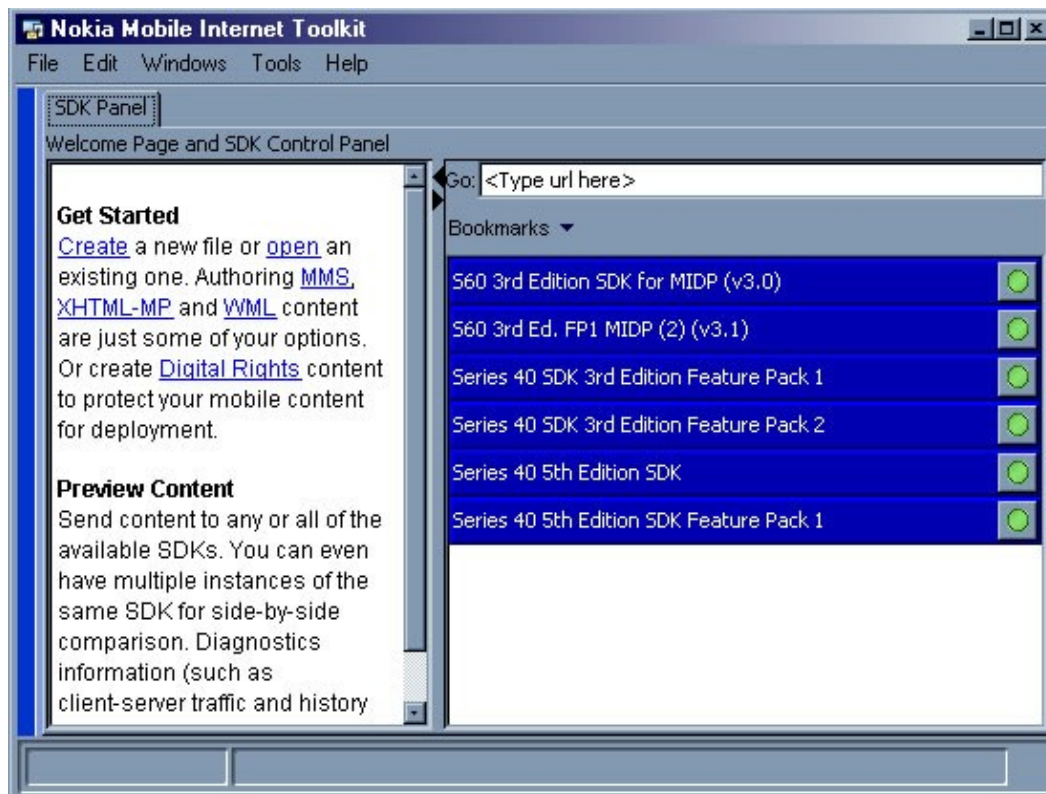 Nokia Mobile Internet Toolkit
File Edit Windows Tools Help
SDK Panel
Welcome Page and SDK Control Panel
Get Started
Create a new file or open an
existing one. Authoring MMS,
XHTML-MP and WML content
are just some of your options.
Or create Digital Rights content
to protect your mobile content
for deployment.
Preview Content
Send content to any or all of the
available SDKs. You can even
have multiple instances of the
same SDK for side-by-side
comparison. Diagnostics
information (such as
client-server traffic and history
Go: <Type url here>
Bookmarks
S60 3rd Edition SDK for MIDP (v3.0)
S60 3rd Ed. FP1 MIDP (2) (v3.1)
Series 40 SDK 3rd Edition Feature Pack 1
Series 40 SDK 3rd Edition Feature Pack 2
Series 40 5th Edition SDK
Series 40 5th Edition SDK Feature Pack 1